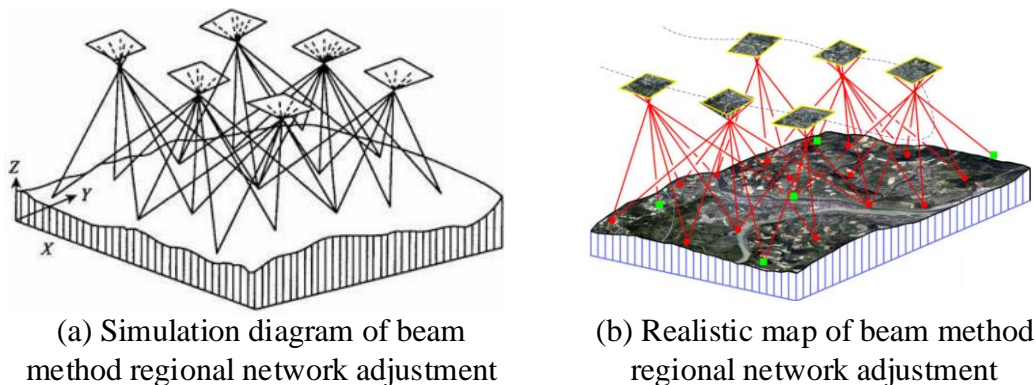 Z
Y
X
(a) Simulation diagram of beam
method regional network adjustment
(b) Realistic map of beam method
regional network adjustment